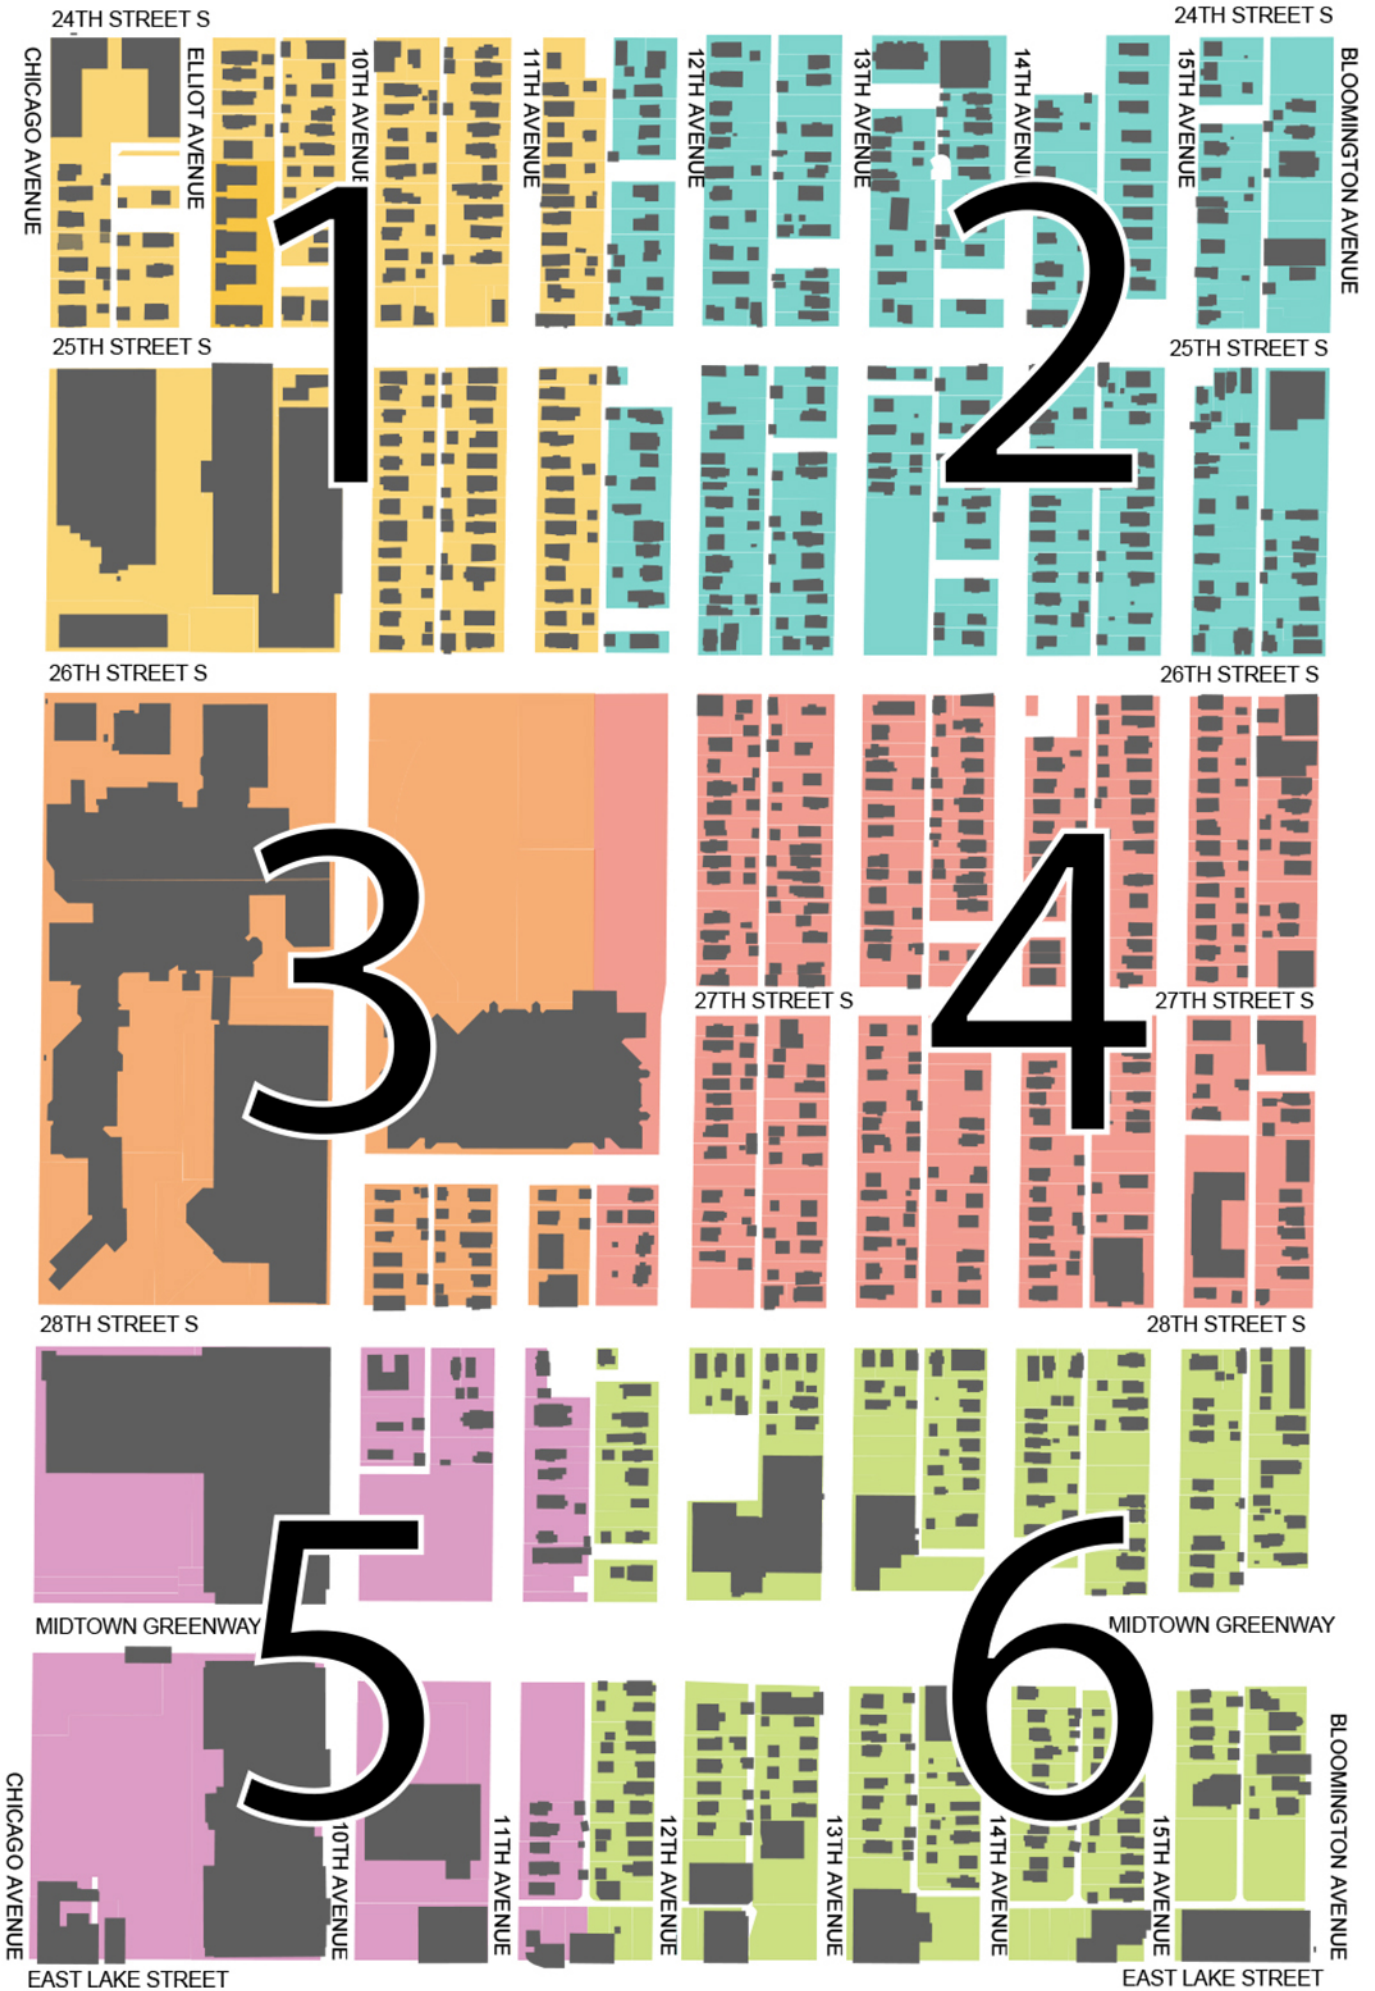 24TH STREET S
24TH STREET S
CHICAGO AVENUE
ELLIOT AVENUE
10TH AVENUE
11TH AVENUE
12TH AVENUE
13TH AVENUE
14TH AVENUE
15TH AVENUE
BLOOMINGTON AVENUE
1
2
25TH STREET S
25TH STREET S
26TH STREET S
26TH STREET S
3
4
27TH STREET S
27TH STREET S
28TH STREET S
28TH STREET S
5
6
MIDTOWN GREENWAY
MIDTOWN GREENWAY
CHICAGO AVENUE
10TH AVENUE
11TH AVENUE
12TH AVENUE
13TH AVENUE
14TH AVENUE
15TH AVENUE
BLOOMINGTON AVENUE
EAST LAKE STREET
EAST LAKE STREET